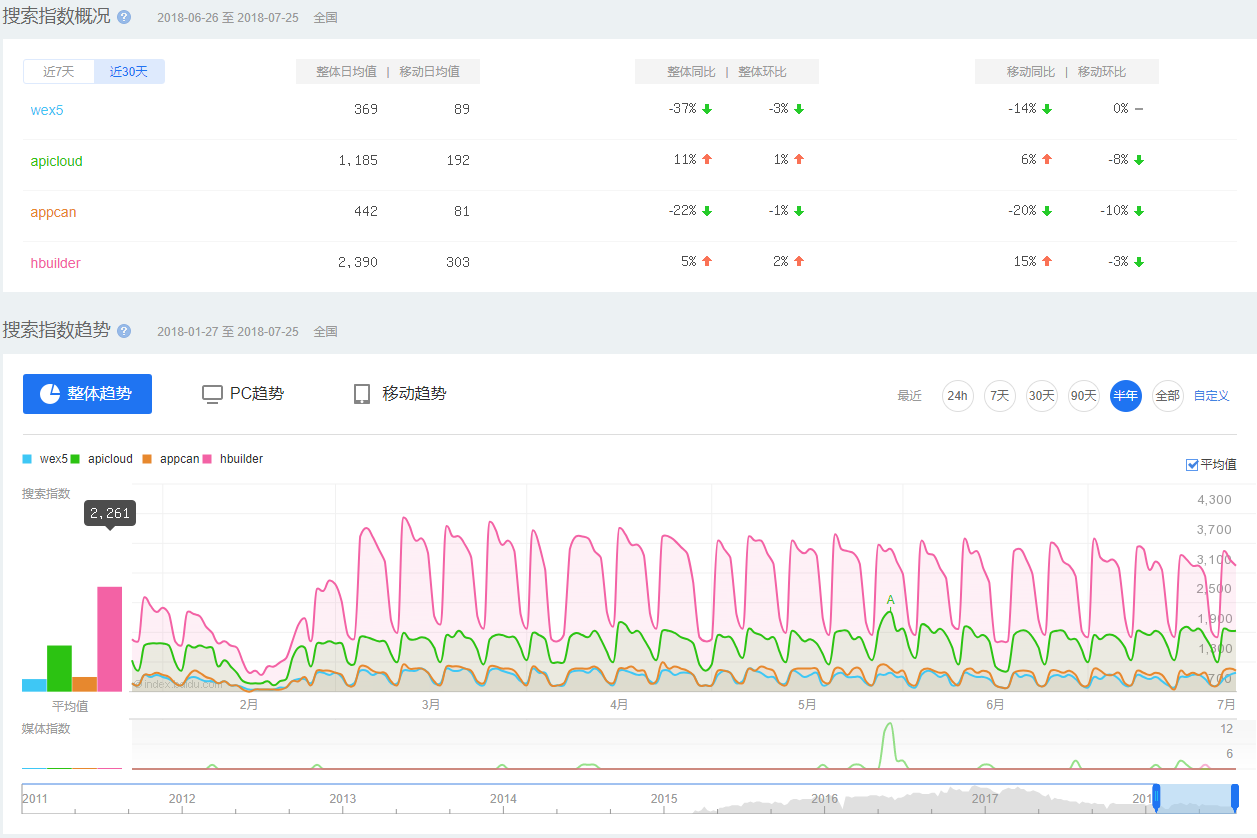 搜索指数概况 ? 2018-06-26 至 2018-07-25 全国
近7天 近30天 整体日均值 | 移动日均值 整体同比 | 整体环比 移动同比 | 移动环比
wex5 369 89 -37% -3% -14% 0%
apicloud 1,185 192 11% 1% 6% -8%
appcan 442 81 -22% -1% -20% -10%
hbuilder 2,390 303 5% 2% 15% -3%
搜索指数趋势 ? 2018-01-27 至 2018-07-25 全国
整体趋势 PC趋势 移动趋势 最近 24h 7天 30天 90天 半年 全部 自定义
wex5 apicloud appcan hbuilder
平均值
搜索指数
4,300
2,261
3,700
3,100
2,500
A
1,900
1,300
700
index.baidu.com
平均值 2月 3月 4月 5月 6月 7月
媒体指数
12
6
2011 2012 2013 2014 2015 2016 2017